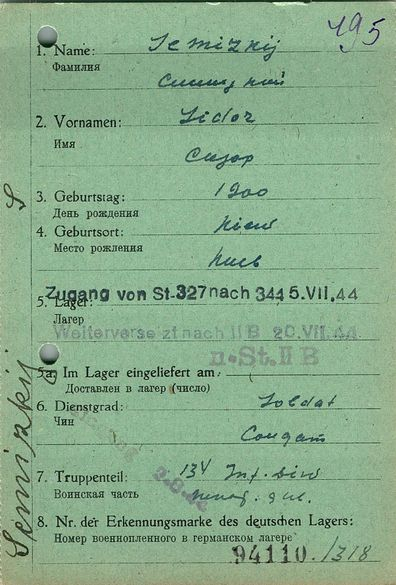 495
1. Name: Semizkij
Фамилия
2. Vornamen: Sidor
Имя
Сидор
3. Geburtstag: 1900
День рождения
4. Geburtsort: Kiew
Место рождения
Киев
Zugang von St-327 nach 344 5.VII.44
5. Lager:
Лагерь
Weiterversetzt nach II B 20.VII.44
n.St.II B
5a. Im Lager eingeliefert am:
Доставлен в лагерь (число)
6. Dienstgrad: Soldat
Чин
Солдат
7. Truppenteil: 134 Inf. Div
Воинская часть
8. Nr. der Erkennungsmarke des deutschen Lagers:
Номер военнопленного в германском лагере
94110 /318
S
Semizkij